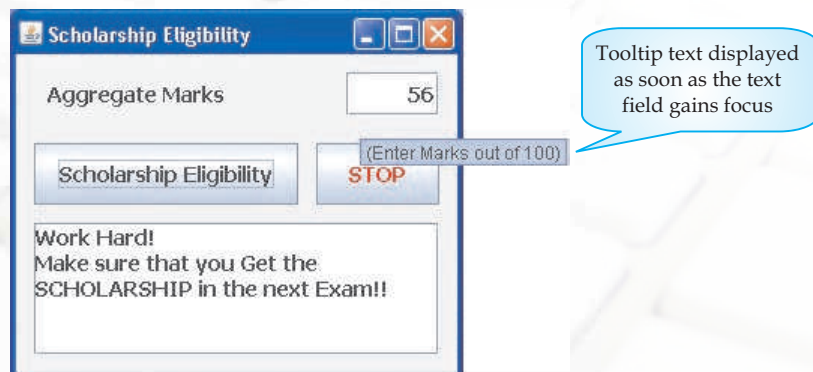 Scholarship Eligibility
Aggregate Marks
56
Tooltip text displayed
as soon as the text
field gains focus
(Enter Marks out of 100)
Scholarship Eligibility
STOP
Work Hard!
Make sure that you Get the
SCHOLARSHIP in the next Exam!!